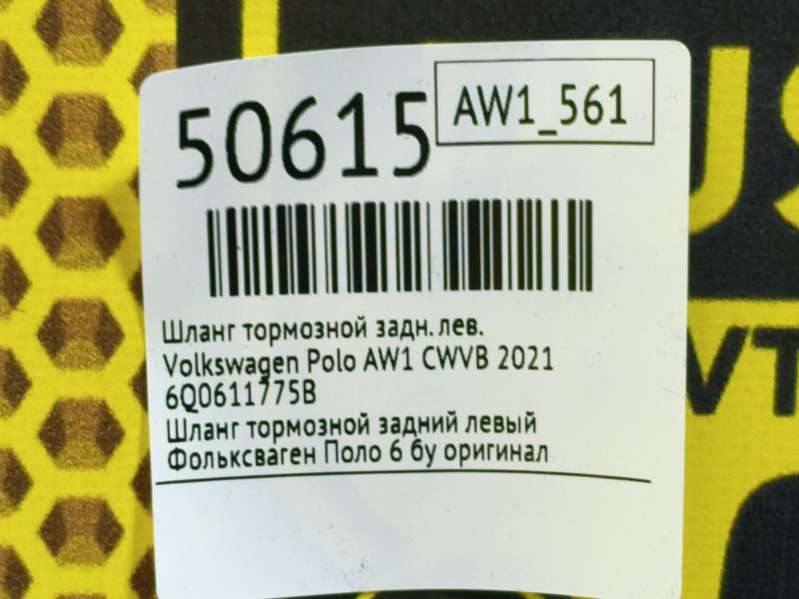 50615
AW1_561
Шланг тормозной задн. лев.
Volkswagen Polo AW1 CWVB 2021
6Q0611775B
Шланг тормозной задний левый
Фольксваген Поло 6 бу оригинал